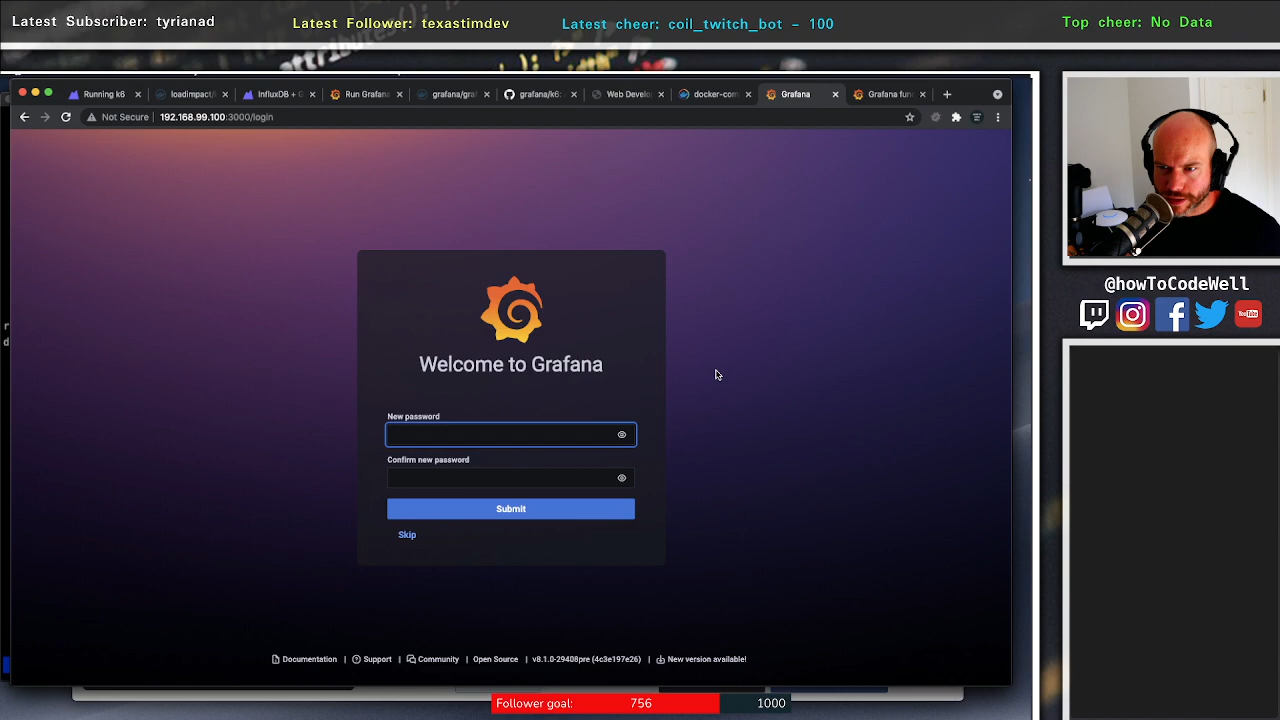 Latest Subscriber: tyrianad
Latest Follower: texastimdev
Latest cheer: coil_twitch_bot - 100
Top cheer: No Data
attributes();
Running k6
loadimpact/
InfluxDB + G
Run Grafana
grafana/graf
grafana/k6:
Web Develo
docker-com
Grafana
Grafana fun
Not Secure
192.168.99.100:3000/login
@howToCodeWell
Welcome to Grafana
New password
Confirm new password
Submit
Skip
Documentation | Support | Community | Open Source | v8.1.0-29408pre (4c3e197e26) | New version available!
Follower goal: 756 1000